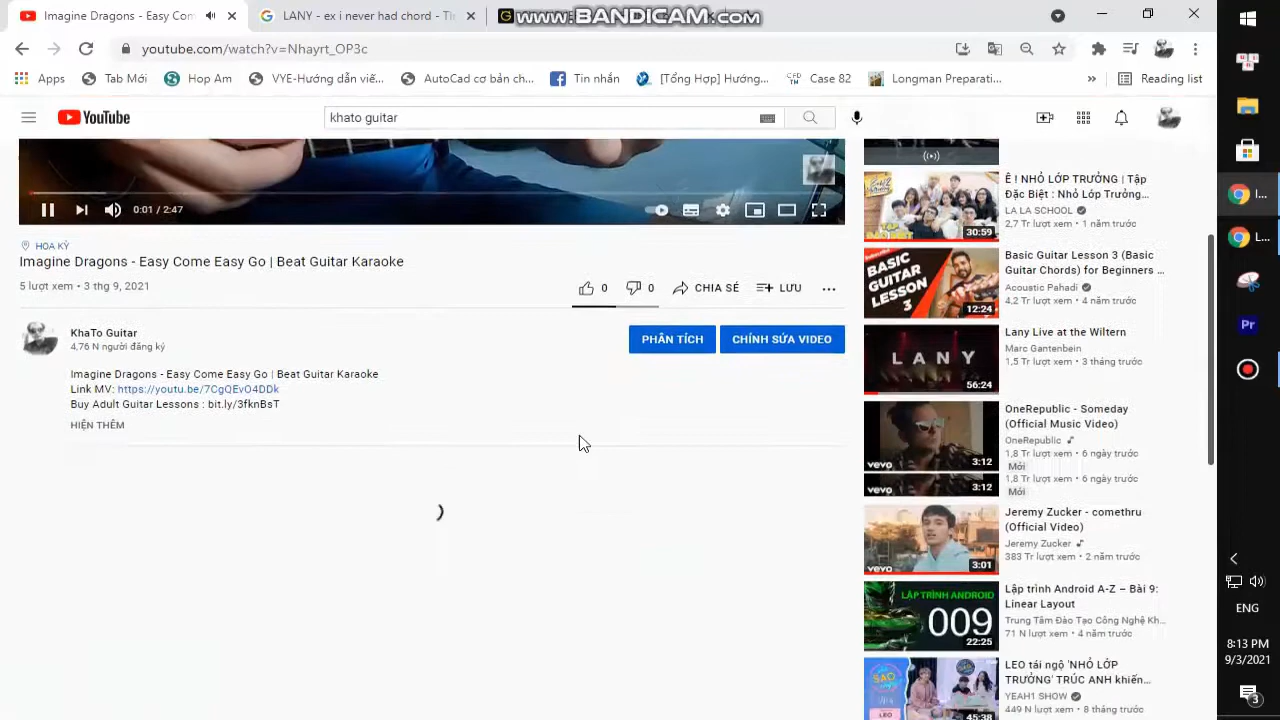 Imagine Dragons - Easy Com
LANY - ex i never had chord - T
WWW.BANDICAM.COM
youtube.com/watch?v=Nhayrt_OP3c
Apps
Tab Mới
Hop Am
VYE-Hướng dẫn viế...
AutoCad cơ bản ch...
Tin nhắn
[Tổng Hợp] Hướng...
Case 82
Longman Preparati...
Reading list
YouTube
khato guitar
0:01 / 2:47
HOA KỲ
Imagine Dragons - Easy Come Easy Go | Beat Guitar Karaoke
5 lượt xem • 3 thg 9, 2021
0
0
CHIA SẺ
LƯU
KhaTo Guitar
4,76 N người đăng ký
PHÂN TÍCH
CHỈNH SỬA VIDEO
Imagine Dragons - Easy Come Easy Go | Beat Guitar Karaoke
Link MV: https://youtu.be/7CgQEvO4DDk
Buy Adult Guitar Lessons : bit.ly/3fknBsT
HIỆN THÊM
30:59
Ê ! NHỎ LỚP TRƯỞNG | Tập
Đặc Biệt : Nhỏ Lớp Trưởng...
LA LA SCHOOL
2,7 Tr lượt xem • 1 năm trước
BASIC
GUITAR
LESSON
3
12:24
Basic Guitar Lesson 3 (Basic
Guitar Chords) for Beginners ...
Acoustic Pahadi
4,2 Tr lượt xem • 4 năm trước
LANY
56:24
Lany Live at the Wiltern
Marc Gantenbein
1,5 Tr lượt xem • 3 tháng trước
vevo
3:12
OneRepublic - Someday
(Official Music Video)
OneRepublic
1,8 Tr lượt xem • 6 ngày trước
Mới
vevo
3:12
1,8 Tr lượt xem • 6 ngày trước
Mới
vevo
3:01
Jeremy Zucker - comethru
(Official Video)
Jeremy Zucker
383 Tr lượt xem • 2 năm trước
LẬP TRÌNH ANDROID
009
22:25
Lập trình Android A-Z – Bài 9:
Linear Layout
Trung Tâm Đào Tạo Công Nghệ Kh...
71 N lượt xem • 4 năm trước
SAO
LEO
45:38
LEO tái ngộ 'NHỎ LỚP
TRƯỞNG' TRÚC ANH khiến...
YEAH1 SHOW
449 N lượt xem • 8 tháng trước
I...
L...
Pr
ENG
8:13 PM
9/3/2021
3